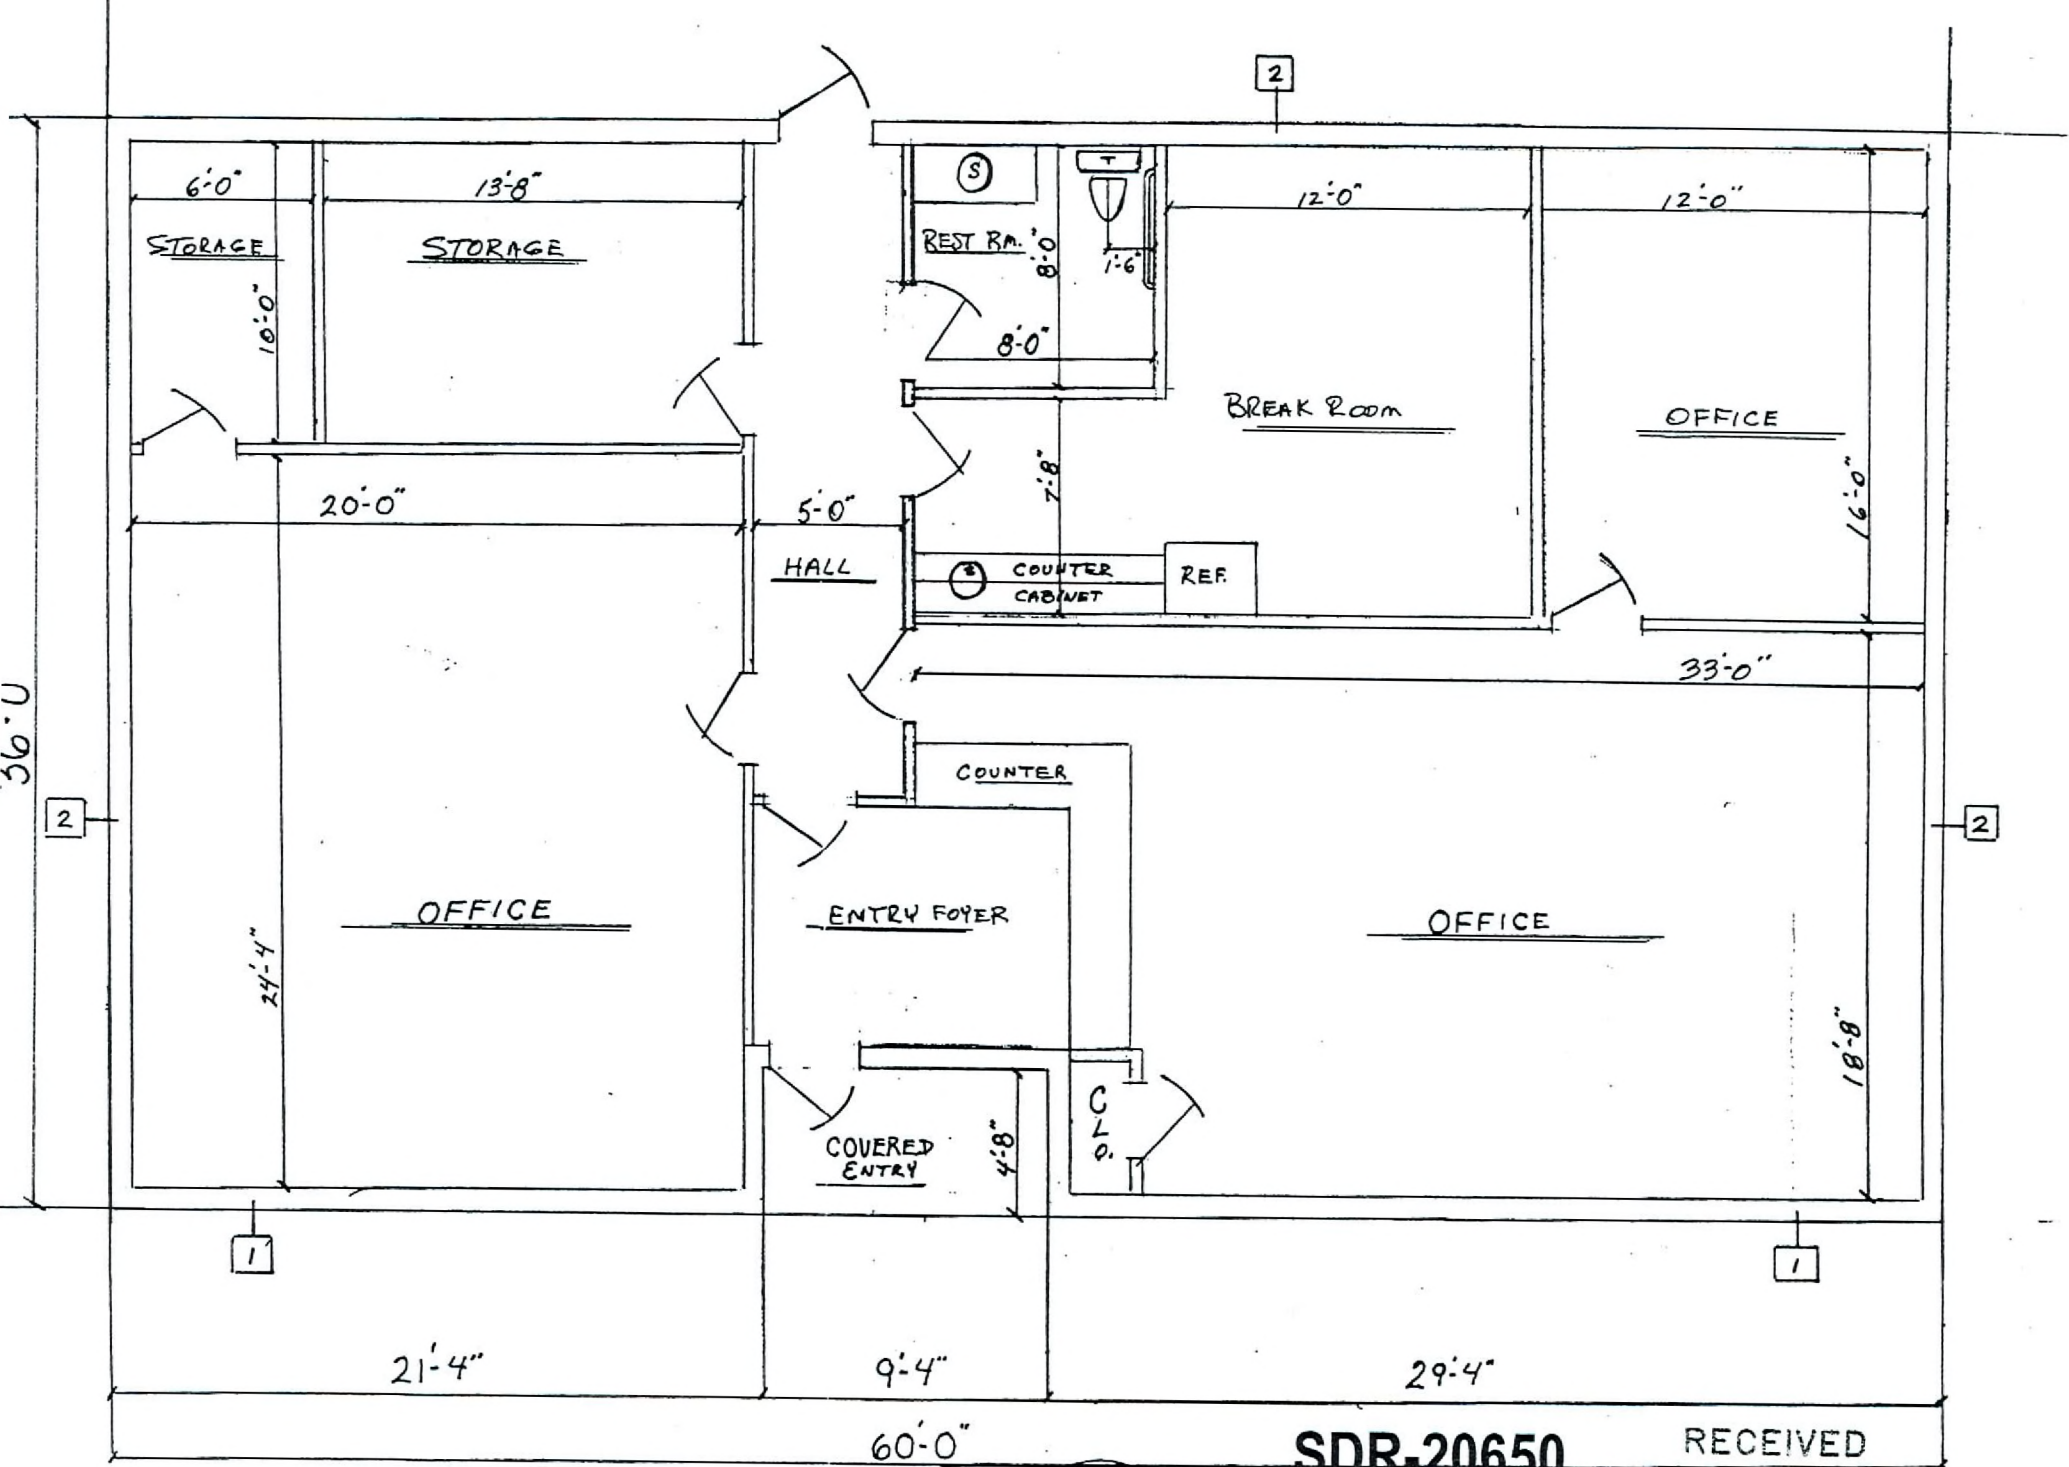 2
6'-0"
13'-8"
S
T
12'-0"
12'-0"
STORAGE
STORAGE
REST RM.
8'-0"
1'-6"
10'-0"
8'-0"
BREAK ROOM
OFFICE
7'-8"
16'-0"
20'-0"
5'-0"
HALL
COUNTER
CABINET
REF.
33'-0"
COUNTER
2
2
OFFICE
ENTRY FOYER
OFFICE
24'-4"
18'-8"
CLO.
COVERED
ENTRY
4'-8"
1
1
21'-4"
9'-4"
29'-4"
60'-0"
SDR-20650
RECEIVED